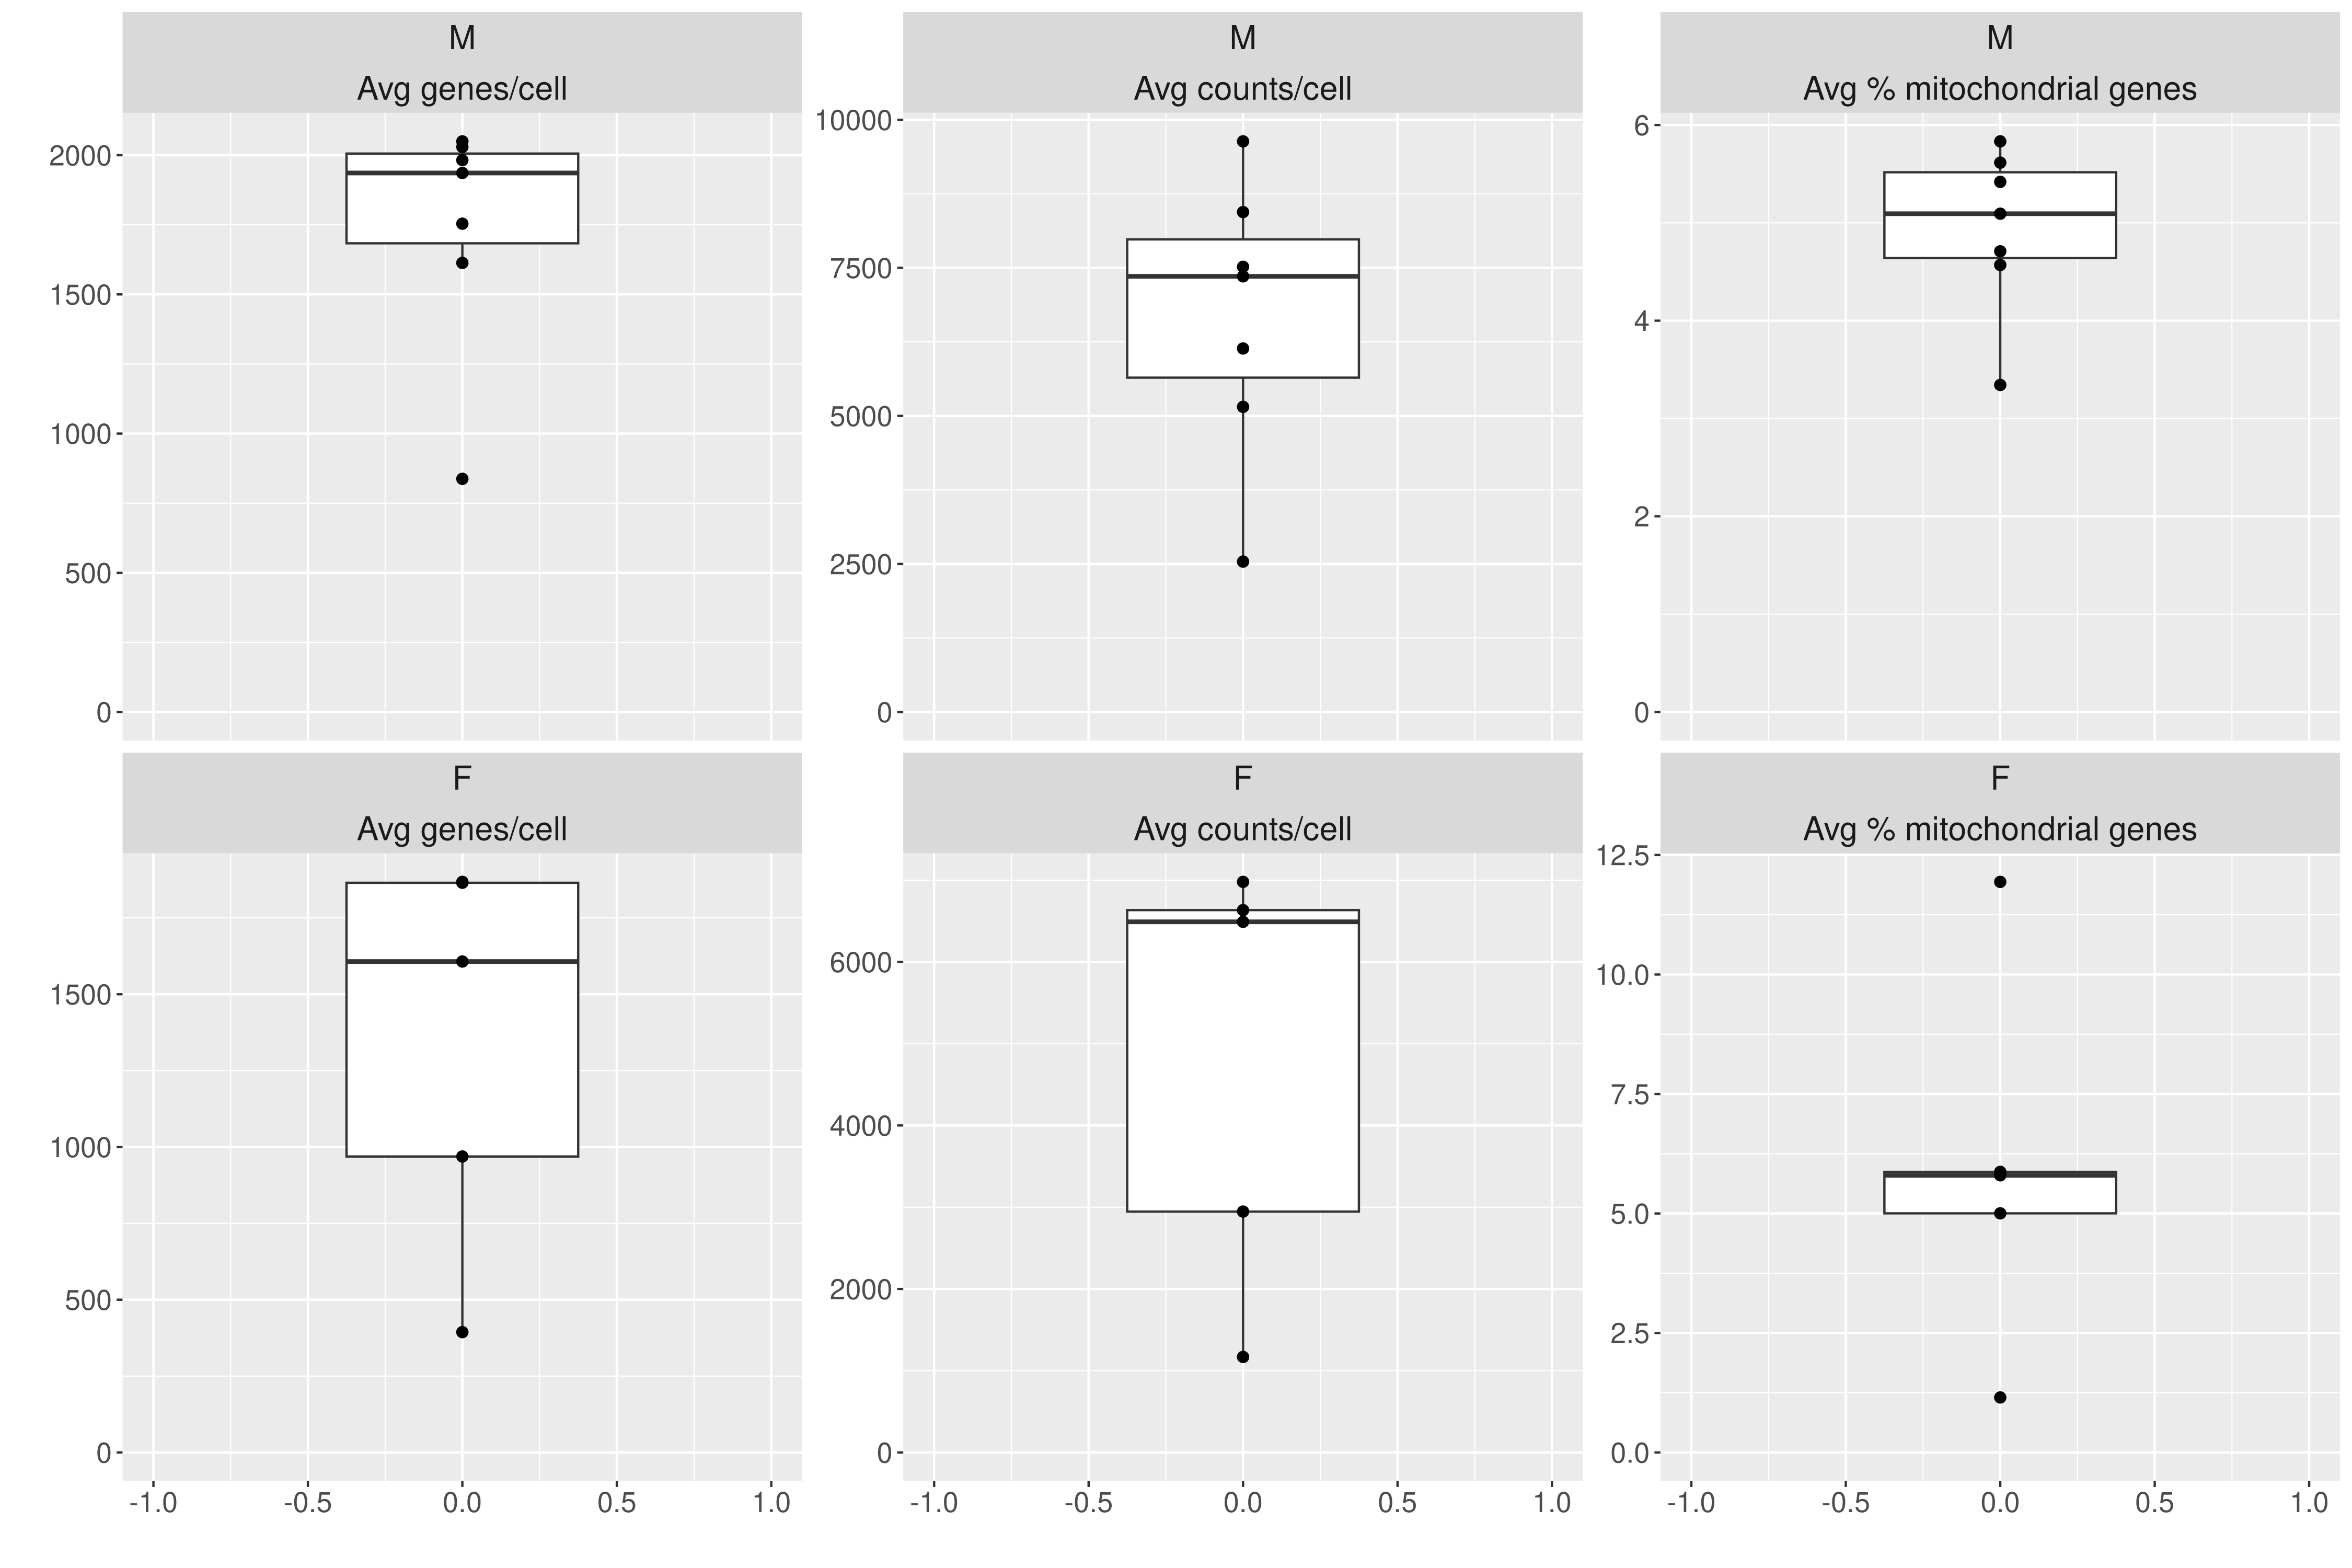 M
Avg genes/cell
2000
1500
1000
500
0
M
Avg counts/cell
10000
7500
5000
2500
0
M
Avg % mitochondrial genes
6
4
2
0
F
Avg genes/cell
1500
1000
500
0
-1.0 -0.5 0.0 0.5 1.0
F
Avg counts/cell
6000
4000
2000
0
-1.0 -0.5 0.0 0.5 1.0
F
Avg % mitochondrial genes
12.5
10.0
7.5
5.0
2.5
0.0
-1.0 -0.5 0.0 0.5 1.0